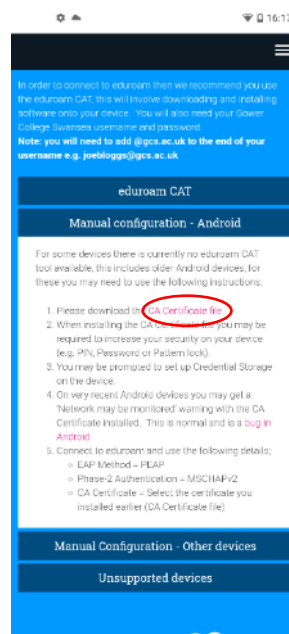 16:17
In order to connect to eduroam then we recommend you use
the eduroam CAT, this will involve downloading and installing
software onto your device. You will also need your Gower
College Swansea username and password.
Note: you will need to add @gcs.ac.uk to the end of your
username e.g. joebloggs@gcs.ac.uk
eduroam CAT
Manual configuration - Android
For some devices there is currently no eduroam CAT
tool available, this includes older Android devices, for
these you may need to use the following instructions;
1. Please download the CA Certificate file
2. When installing the CA Certificate file you may be
required to increase your security on your device
(e.g. PIN, Password or Pattern lock).
3. You may be prompted to set up Credential Storage
on the device.
4. On very recent Android devices you may get a
'Network may be monitored' warning with the CA
Certificate installed. This is normal and is a bug in
Android
5. Connect to eduroam and use the following details;
○ EAP Method = PEAP
○ Phase-2 Authentication = MSCHAPv2
○ CA Certificate = Select the certificate you
installed earlier (CA Certificate file)
Manual Configuration - Other devices
Unsupported devices